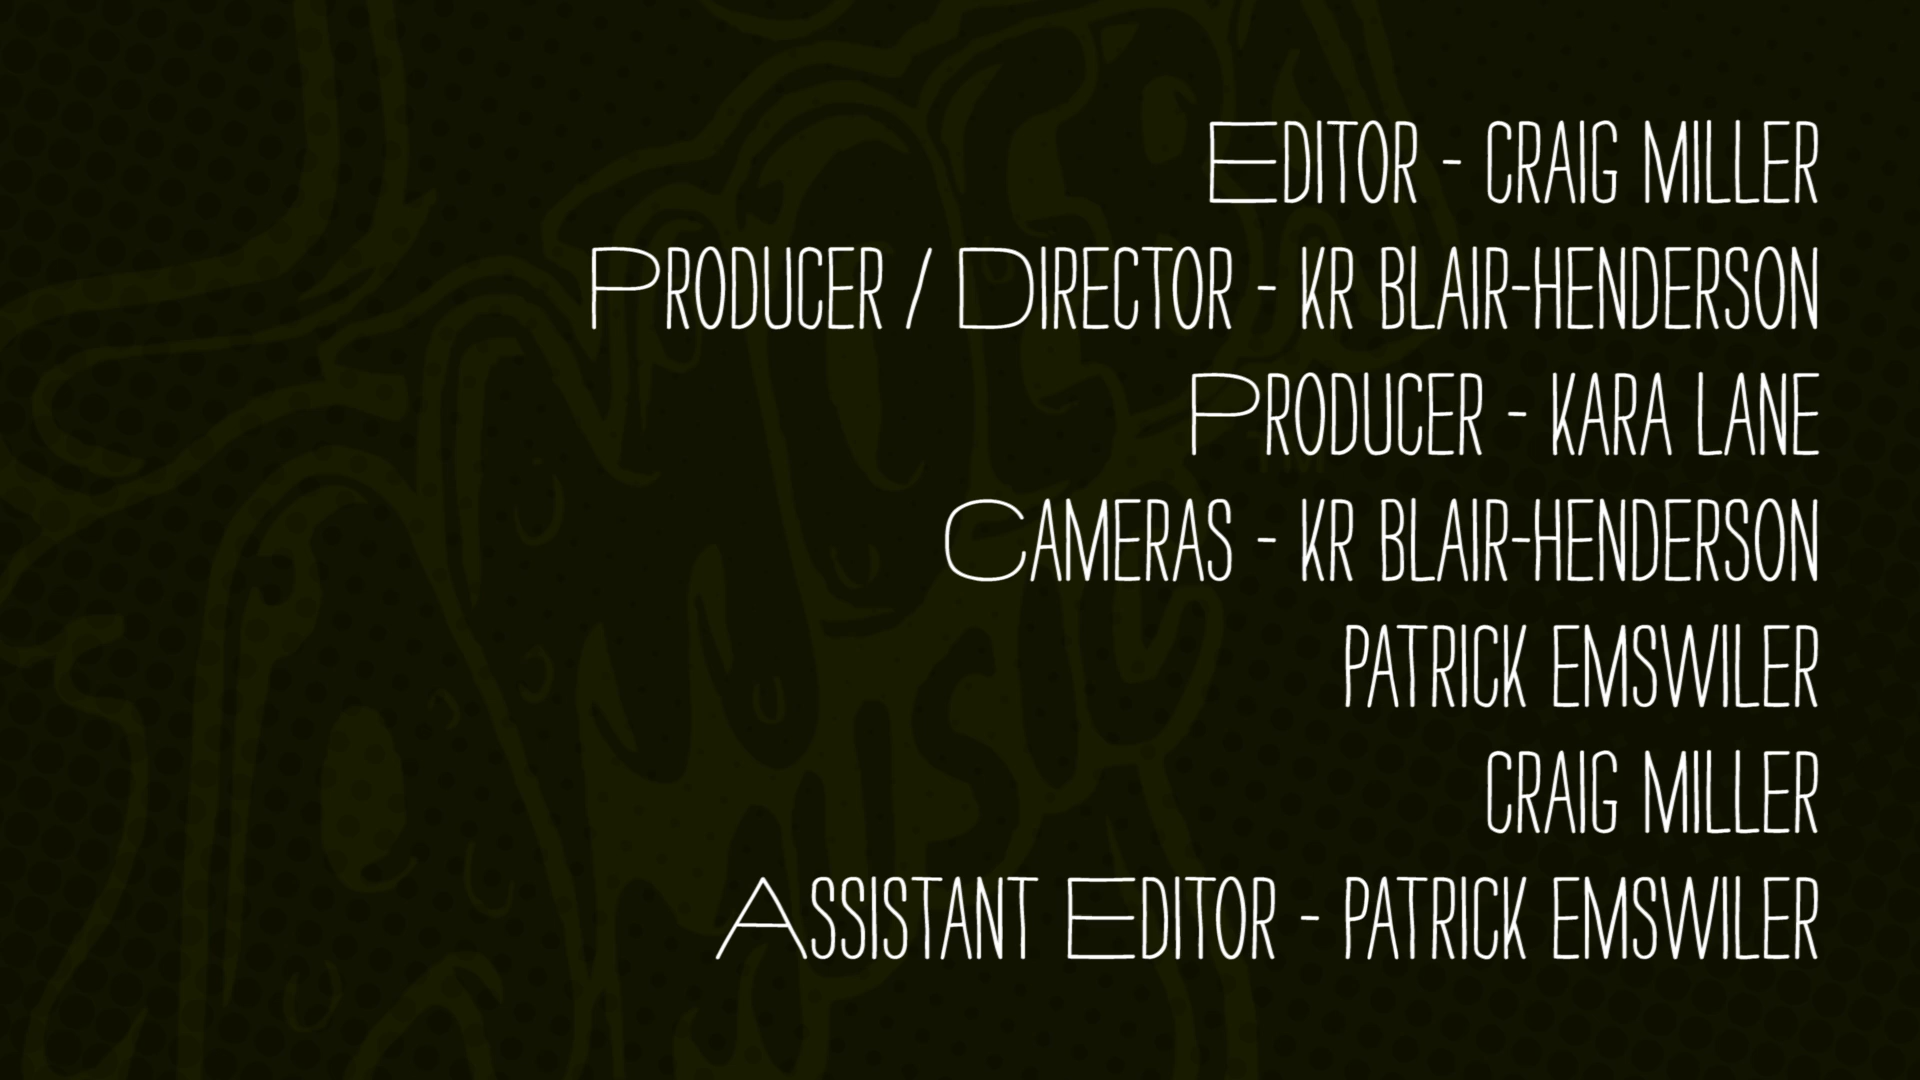 Editor - Craig Miller
Producer / Director - KR Blair-Henderson
Producer - Kara Lane
Cameras - KR Blair-Henderson
Patrick Emswiler
Craig Miller
Assistant Editor - Patrick Emswiler
TM